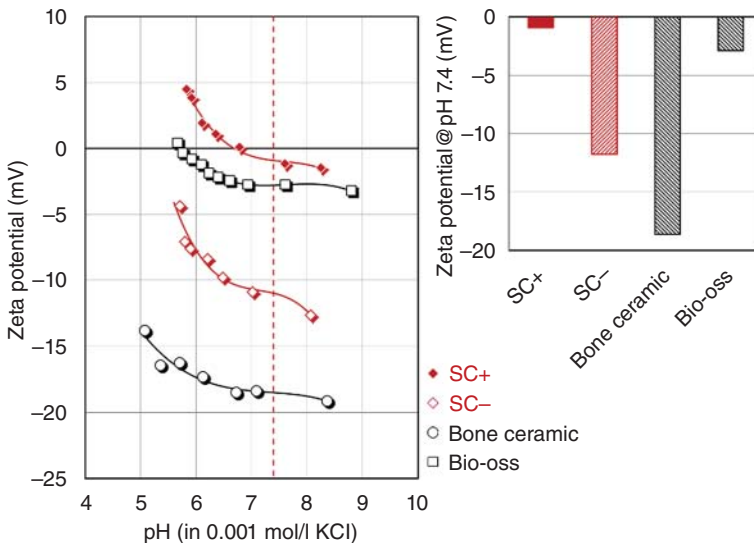 Zeta potential (mV)
10
5
0
–5
–10
–15
–20
–25
4
5
6
7
8
9
10
pH (in 0.001 mol/l KCl)
Zeta potential @pH 7.4 (mV)
0
–5
–10
–15
–20
SC+
SC–
Bone ceramic
Bio-oss
SC+
SC–
Bone ceramic
Bio-oss